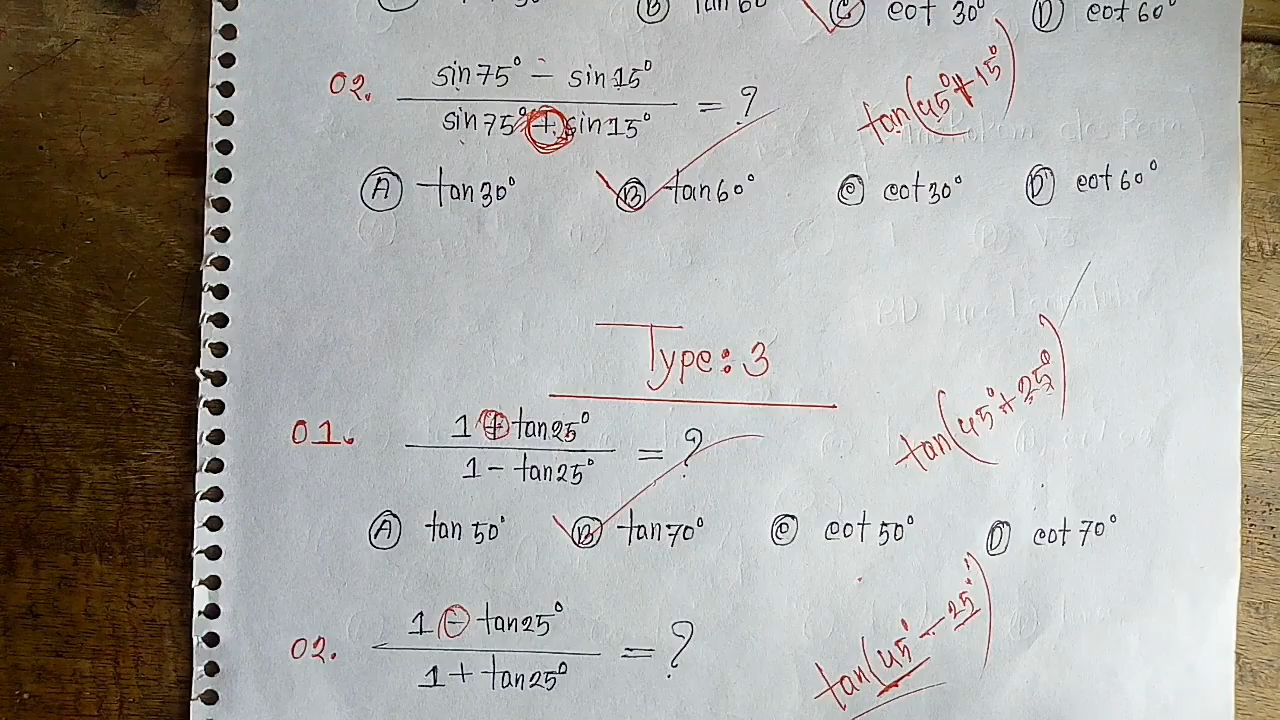 Ⓑ tan 60° Ⓒ cot 30° Ⓓ cot 60°
02. sin75° − sin15° / sin75° + sin15° = ?
tan(45°+15°)
Ⓐ tan30° Ⓑ tan60° Ⓒ cot30° Ⓓ cot60°
Type: 3
01. 1 + tan25° / 1 − tan25° = ?
tan(45°+25°)
Ⓐ tan 50° Ⓑ tan70° Ⓒ cot 50° Ⓓ cot 70°
02. 1 − tan25° / 1 + tan25° = ?
tan(45° − 25°)